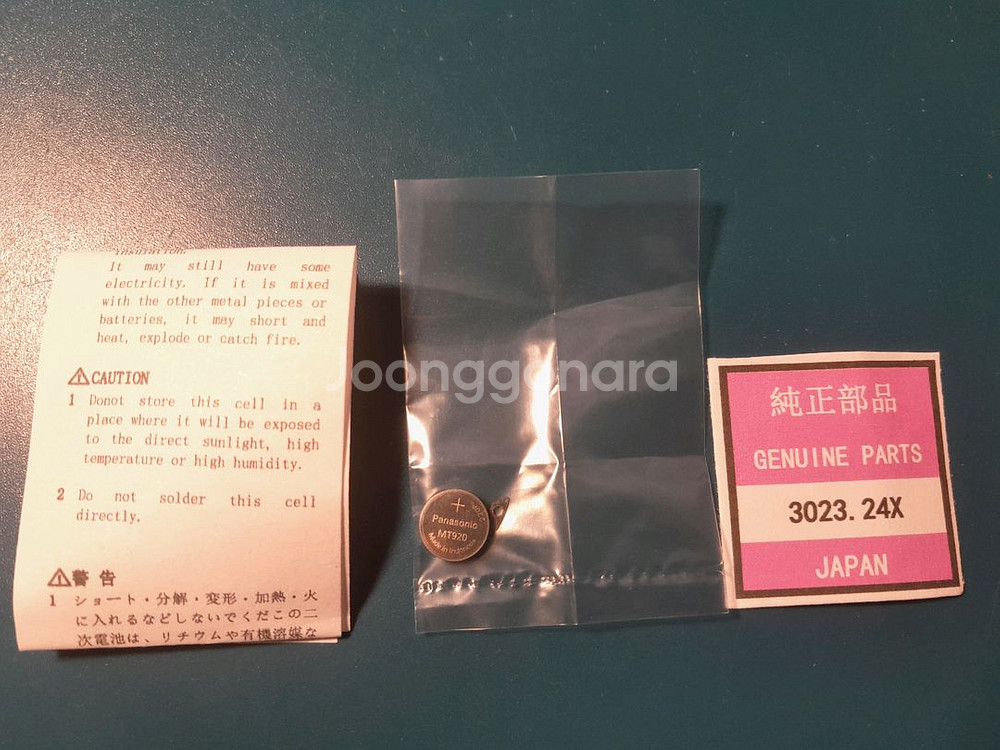 It may still have some
electricity. If it is mixed
with the other metal pieces or
batteries, it may short and
heat, explode or catch fire.
⚠CAUTION
1 Donot store this cell in a
place where it will be exposed
to the direct sunlight, high
temperature or high humidity.
2 Do not solder this cell
directly.
⚠警 告
1 ショート・分解・変形・加熱・火
に入れるなどしないでくだこの二
次電池は、リチウムや有機溶媒な
+
Panasonic
MT920
Made in Indonesia
Joonggonara
純正部品
GENUINE PARTS
3023. 24X
JAPAN